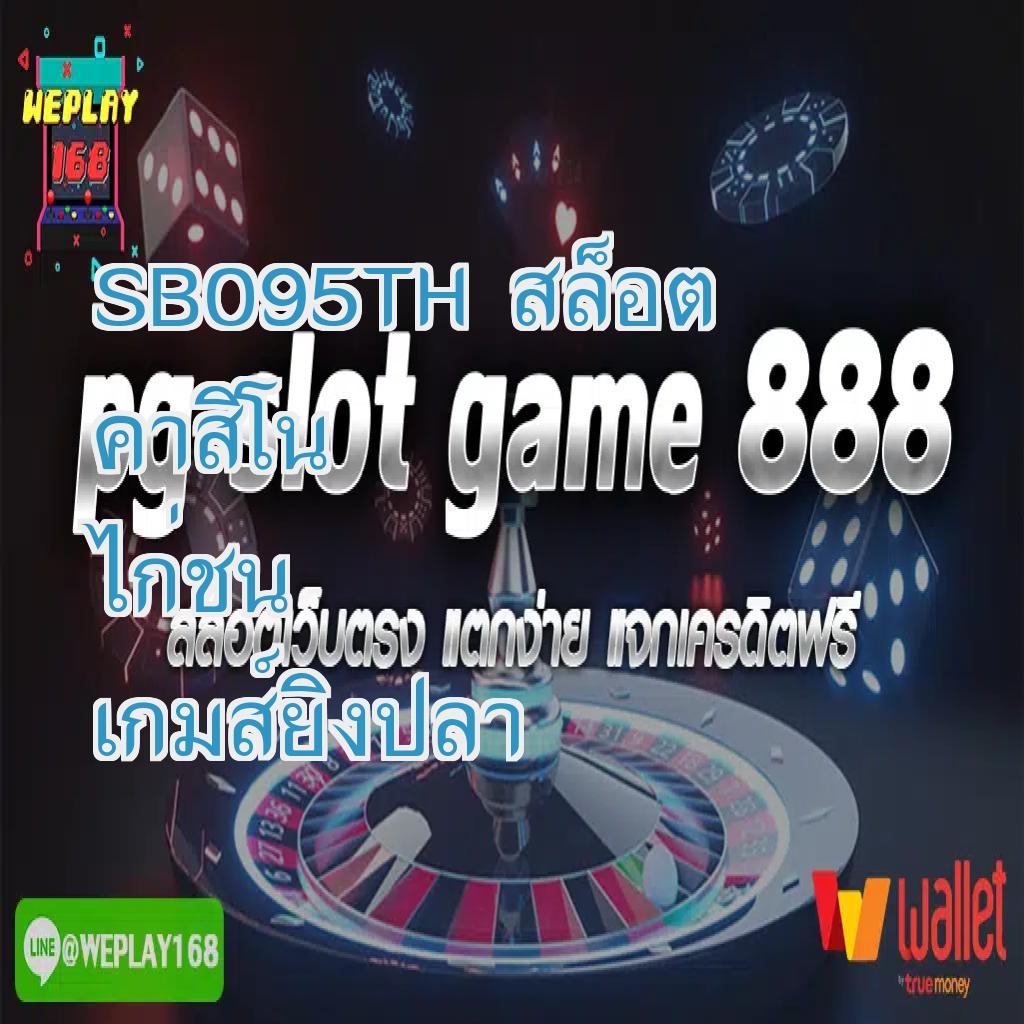 WEPLAY
168
SBO95TH สล็อต
pg slot game 888
คาสิโน
ไก่ชน
สล็อตเว็บตรง แตกง่าย แจกเครดิตฟรี
เกมส์ยิงปลา
LINE @WEPLAY168
wallet
by truemoney